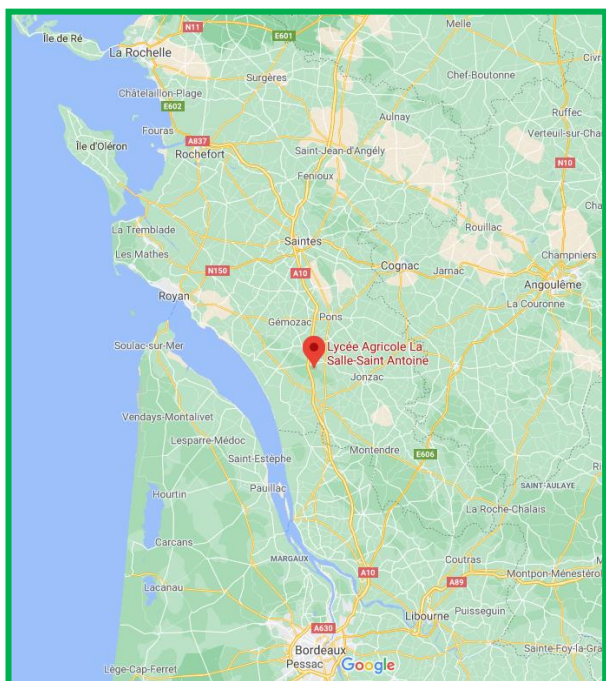 Île de Ré
N11
E601
Melle
La Rochelle
Surgères
Chef-Boutonne
Châtelaillon-Plage
E602
Ruffec
Aulnay
Fouras
A837
Verteuil-sur-Cha
Île d'Oléron
Rochefort
Saint-Jean-d'Angély
N10
Fenioux
La Tremblade
Rouillac
Saintes
Les Mathes
Champniers
N150
A10
Cognac
Jarnac
Angoulême
Royan
La Couronne
Gémozac
Pons
Soulac-sur-Mer
Lycée Agricole La
Salle-Saint Antoine
Jonzac
Vendays-Montalivet
Lesparre-Médoc
Montendre
Saint-Estèphe
E606
Pauillac
SAINT-AULAYE
Hourtin
La Roche-Chalais
Carcans
MARGAUX
Coutras
A10
A89
Montpon-Ménestérol
Lacanau
Puisseguin
Libourne
A630
Sainte-Foy-la-Gra
Bordeaux
Lège-Cap-Ferret
Pessac
Google